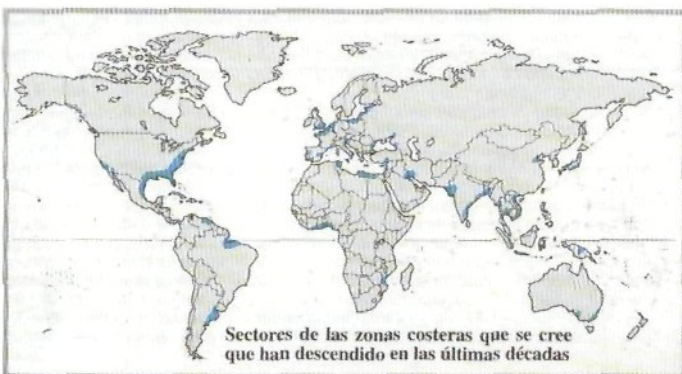 Sectores de las zonas costeras que se cree
que han descendido en las últimas décadas